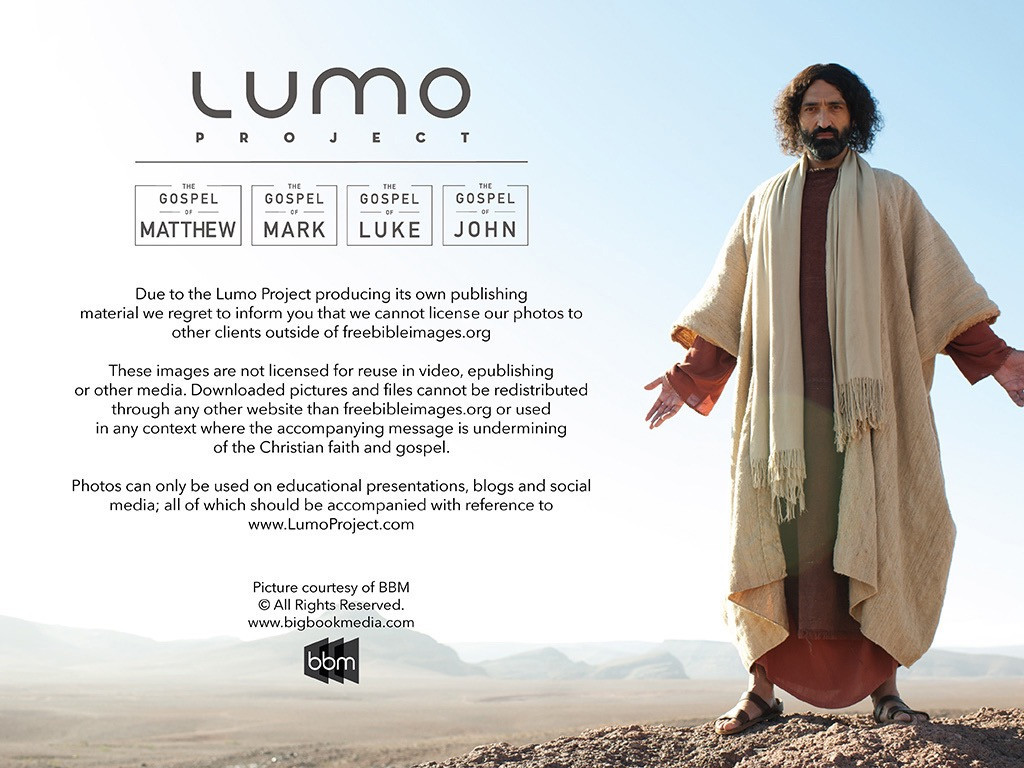 LUMO
PROJECT
THE
GOSPEL
OF
MATTHEW
THE
GOSPEL
OF
MARK
THE
GOSPEL
OF
LUKE
THE
GOSPEL
OF
JOHN
Due to the Lumo Project producing its own publishing
material we regret to inform you that we cannot license our photos to
other clients outside of freebibleimages.org
These images are not licensed for reuse in video, epublishing
or other media. Downloaded pictures and files cannot be redistributed
through any other website than freebibleimages.org or used
in any context where the accompanying message is undermining
of the Christian faith and gospel.
Photos can only be used on educational presentations, blogs and social
media; all of which should be accompanied with reference to
www.LumoProject.com
Picture courtesy of BBM
© All Rights Reserved.
www.bigbookmedia.com
bbm